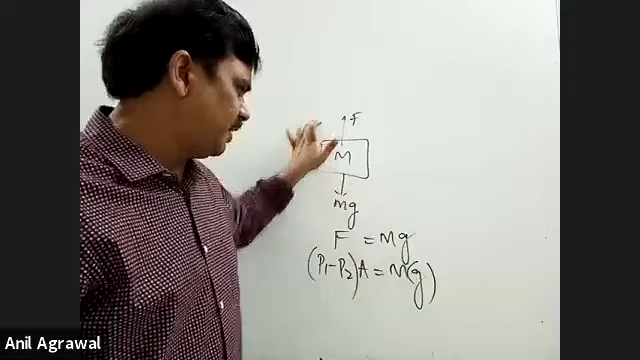 F
M
mg
F = Mg
(P1-P2)A = M(g)
Anil Agrawal